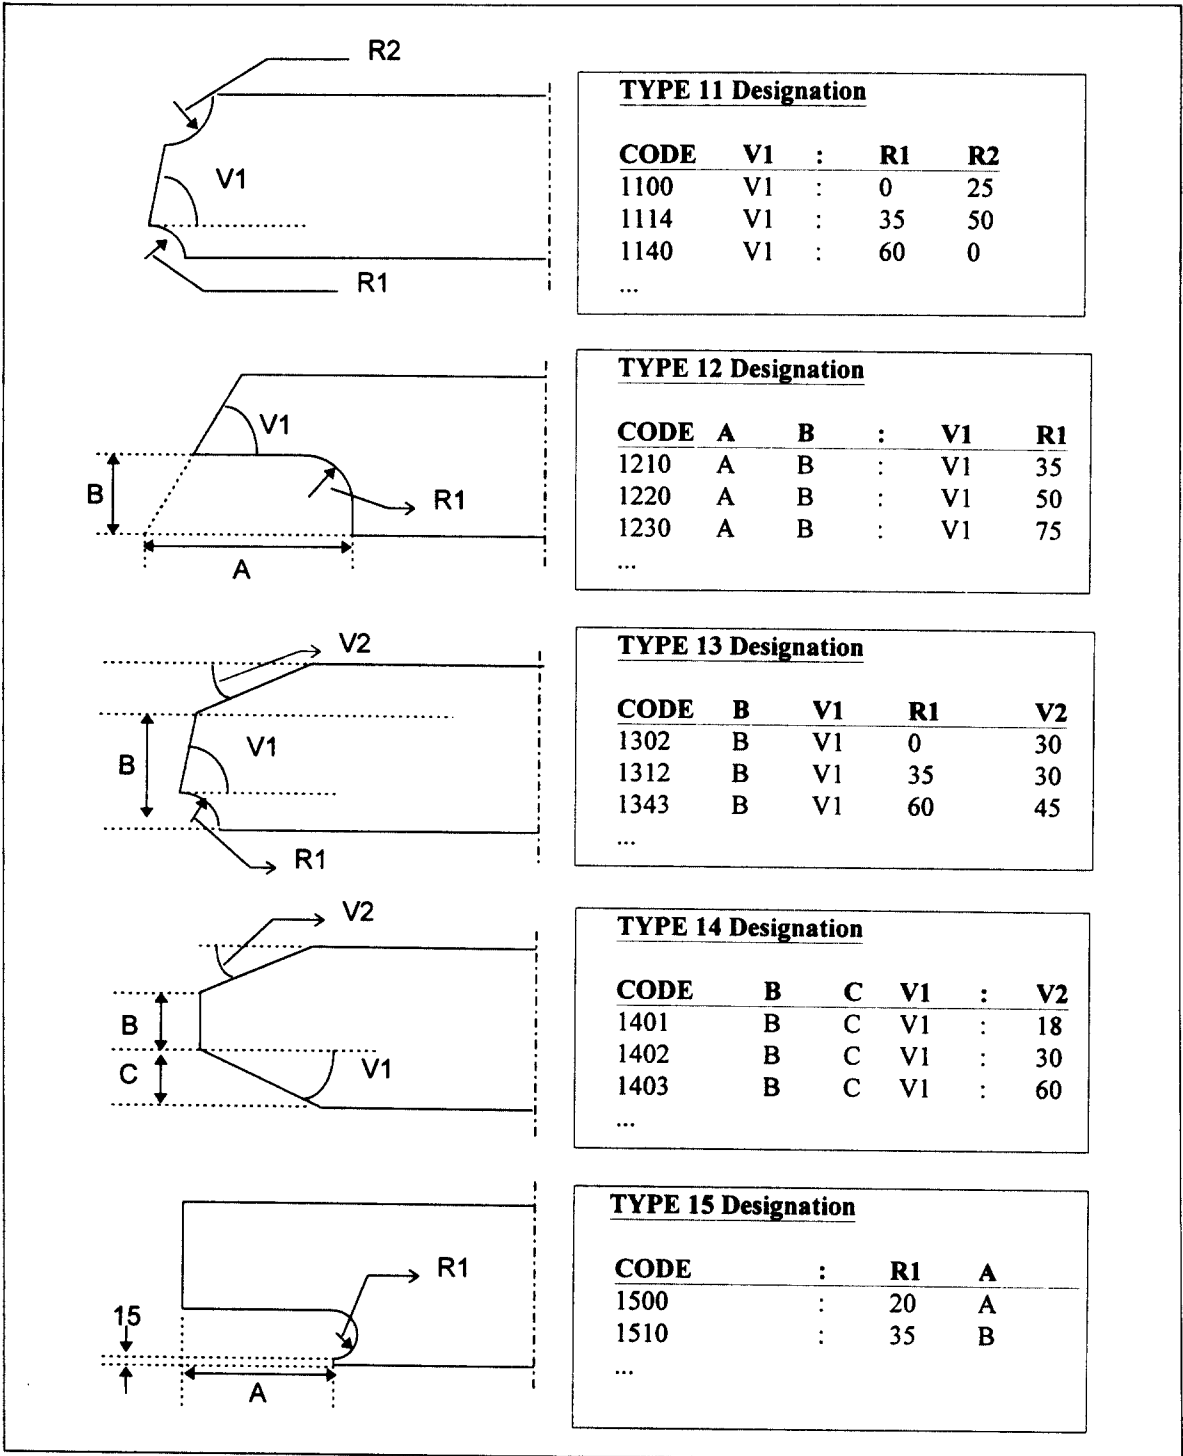 R2
V1
R1
TYPE 11 Designation
CODE V1 : R1 R2
1100 V1 : 0 25
1114 V1 : 35 50
1140 V1 : 60 0
...
V1
B
R1
A
TYPE 12 Designation
CODE A B : V1 R1
1210 A B : V1 35
1220 A B : V1 50
1230 A B : V1 75
...
V2
V1
B
R1
TYPE 13 Designation
CODE B V1 R1 V2
1302 B V1 0 30
1312 B V1 35 30
1343 B V1 60 45
...
V2
B
C
V1
TYPE 14 Designation
CODE B C V1 : V2
1401 B C V1 : 18
1402 B C V1 : 30
1403 B C V1 : 60
...
R1
15
A
TYPE 15 Designation
CODE : R1 A
1500 : 20 A
1510 : 35 B
...